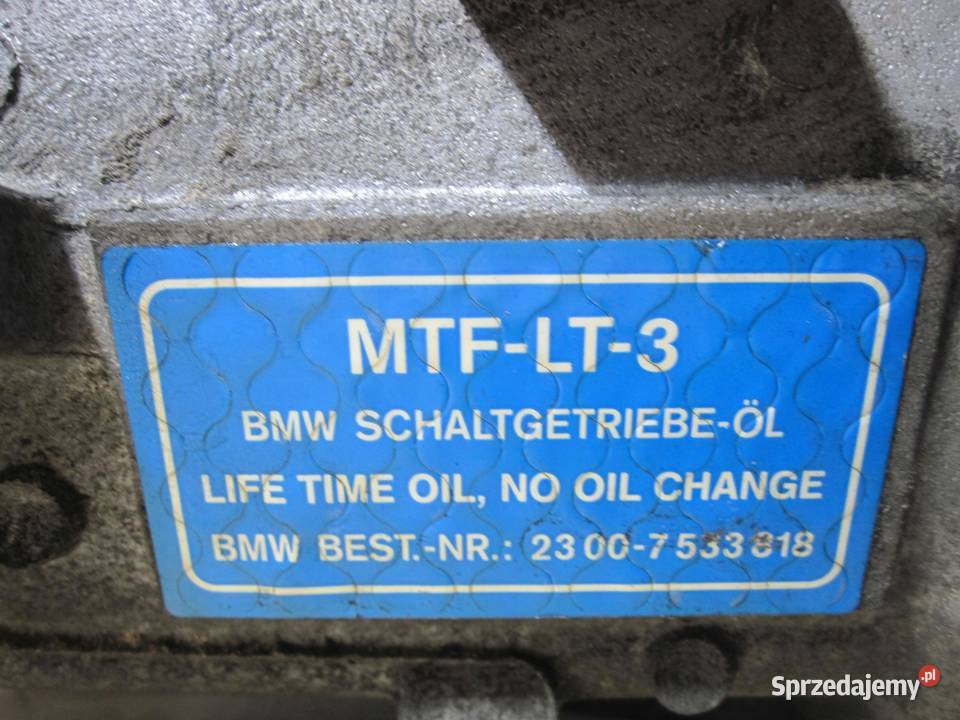 MTF-LT-3
BMW SCHALTGETRIEBE-ÖL
LIFE TIME OIL, NO OIL CHANGE
BMW BEST.-NR.: 23 00-7 533 818
Sprzedajemy.pl